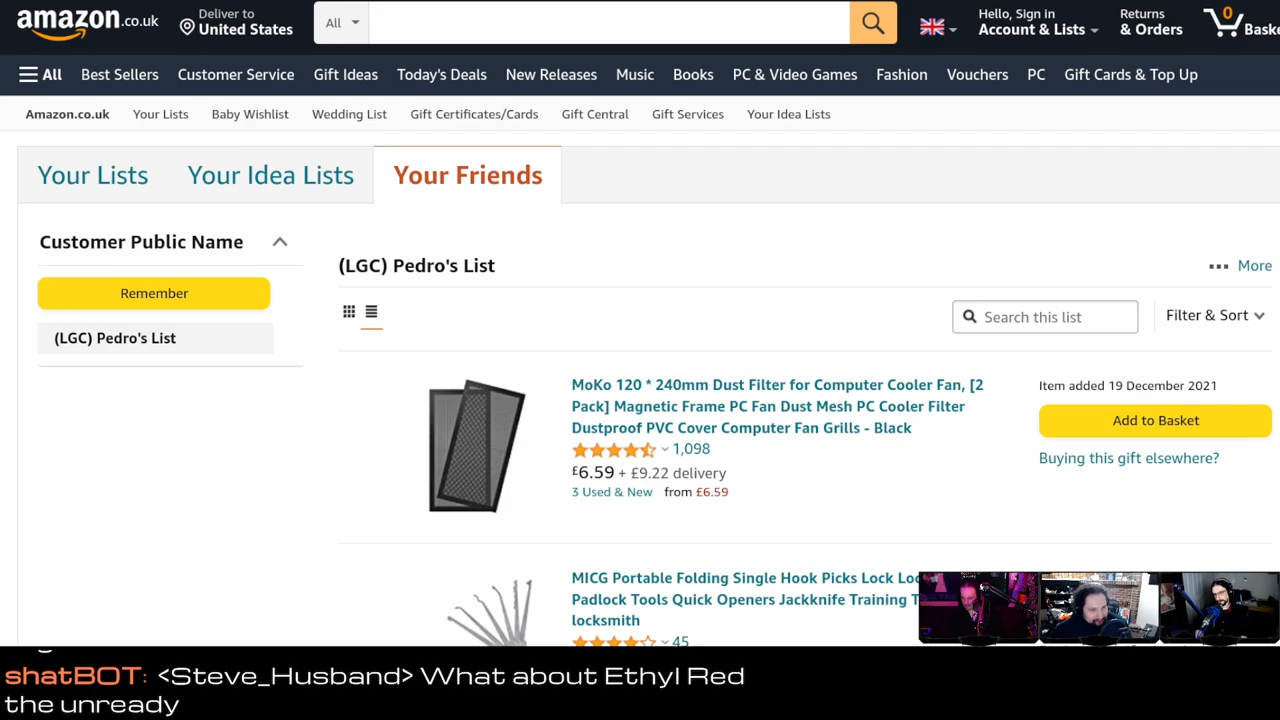 amazon.co.uk
Deliver to
United States
All
Hello, Sign in
Account & Lists
Returns
& Orders
0
Baske
All Best Sellers Customer Service Gift Ideas Today's Deals New Releases Music Books PC & Video Games Fashion Vouchers PC Gift Cards & Top Up
Amazon.co.uk Your Lists Baby Wishlist Wedding List Gift Certificates/Cards Gift Central Gift Services Your Idea Lists
Your Lists Your Idea Lists Your Friends
Customer Public Name
Remember
(LGC) Pedro's List
(LGC) Pedro's List
More
Search this list
Filter & Sort
MoKo 120 * 240mm Dust Filter for Computer Cooler Fan, [2
Pack] Magnetic Frame PC Fan Dust Mesh PC Cooler Filter
Dustproof PVC Cover Computer Fan Grills - Black
1,098
£6.59 + £9.22 delivery
3 Used & New from £6.59
Item added 19 December 2021
Add to Basket
Buying this gift elsewhere?
MICG Portable Folding Single Hook Picks Lock
Padlock Tools Quick Openers Jackknife Training
locksmith
45
shatBOT: <Steve_Husband> What about Ethyl Red
the unready